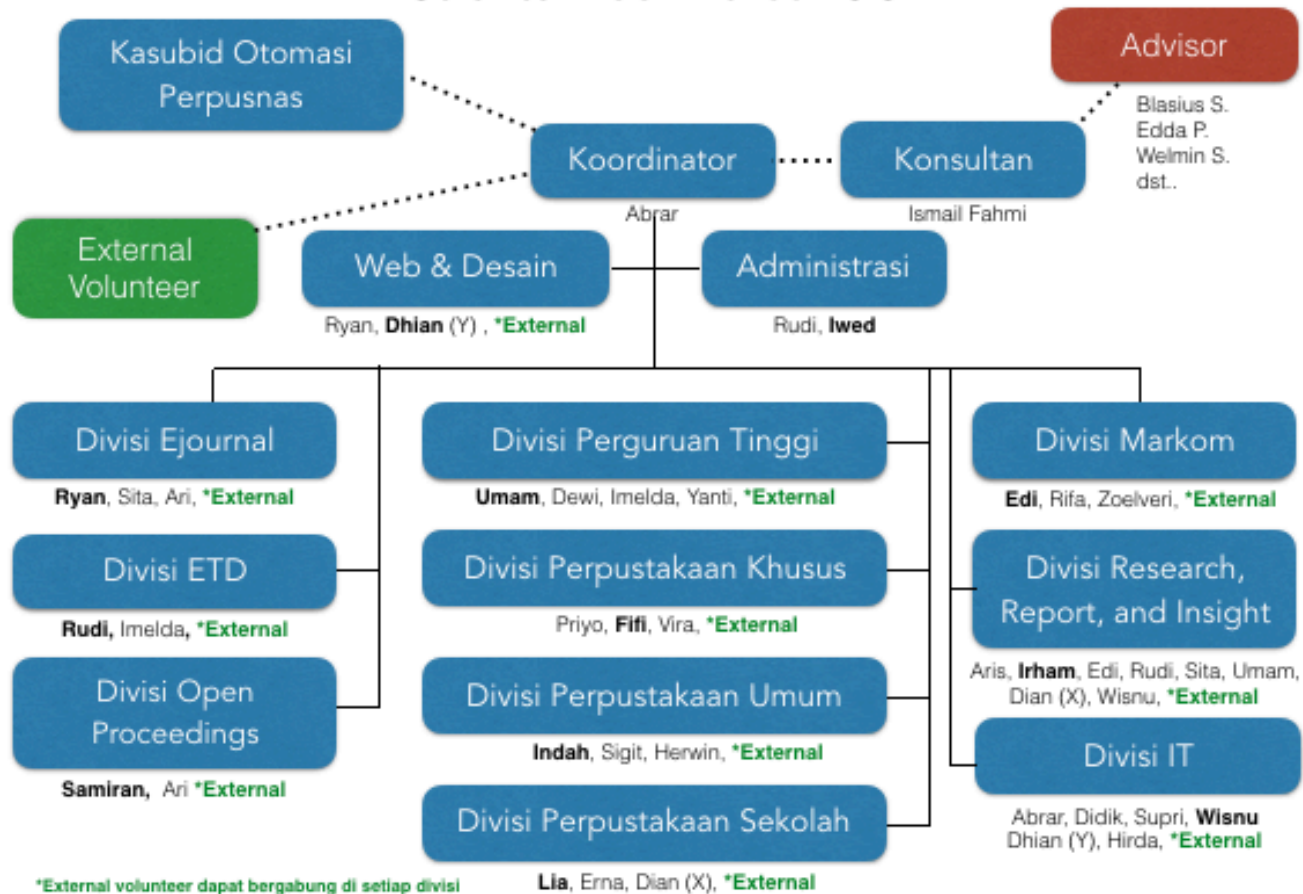 Kasubid Otomasi
Perpusnas
Advisor
Blasius S.
Edda P.
Welmin S.
dst..
Koordinator
Abrar
Konsultan
Ismail Fahmi
External
Volunteer
Web & Desain
Ryan, Dhian (Y) , *External
Administrasi
Rudi, Iwed
Divisi Ejournal
Ryan, Sita, Ari, *External
Divisi ETD
Rudi, Imelda, *External
Divisi Open
Proceedings
Samiran, Ari *External
Divisi Perguruan Tinggi
Umam, Dewi, Imelda, Yanti, *External
Divisi Perpustakaan Khusus
Priyo, Fifi, Vira, *External
Divisi Perpustakaan Umum
Indah, Sigit, Herwin, *External
Divisi Perpustakaan Sekolah
Lia, Erna, Dian (X), *External
Divisi Markom
Edi, Rifa, Zoelveri, *External
Divisi Research,
Report, and Insight
Aris, Irham, Edi, Rudi, Sita, Umam,
Dian (X), Wisnu, *External
Divisi IT
Abrar, Didik, Supri, Wisnu
Dhian (Y), Hirda, *External
*External volunteer dapat bergabung di setiap divisi